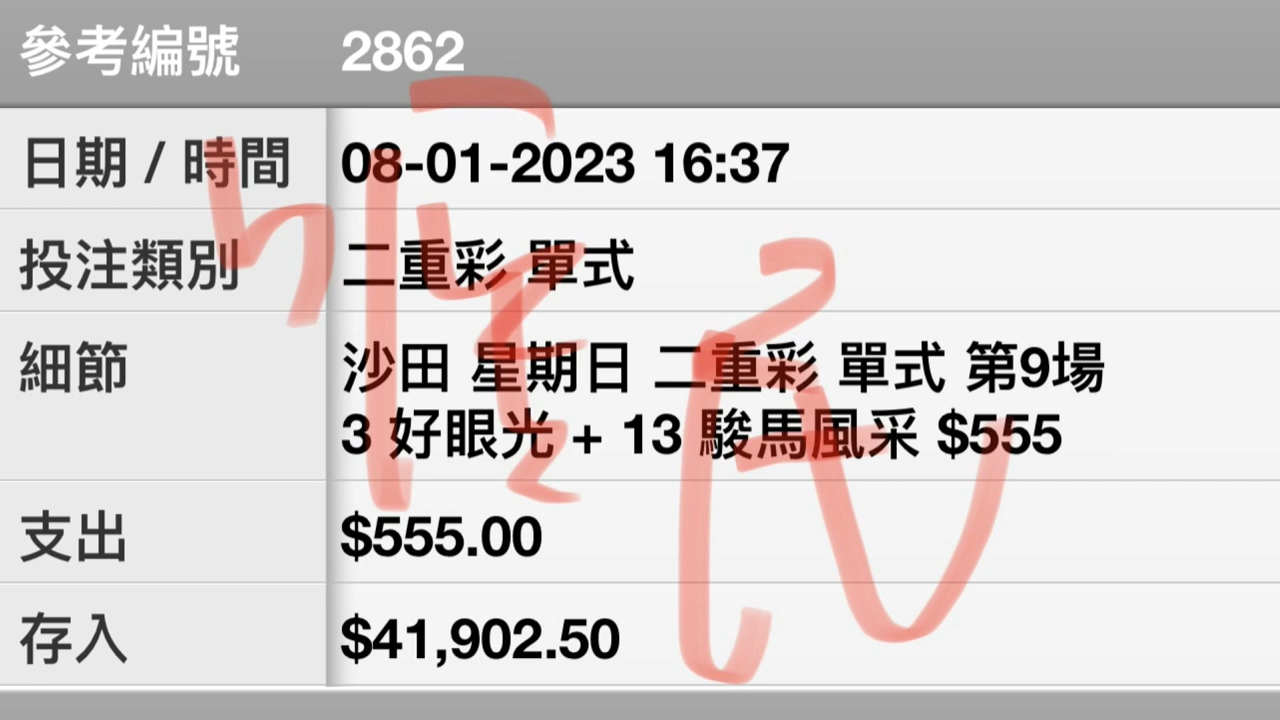 參考編號 2862
日期 / 時間 08-01-2023 16:37
投注類別 二重彩 單式
細節 沙田 星期日 二重彩 單式 第9場
3 好眼光 + 13 駿馬風采 $555
支出 $555.00
存入 $41,902.50